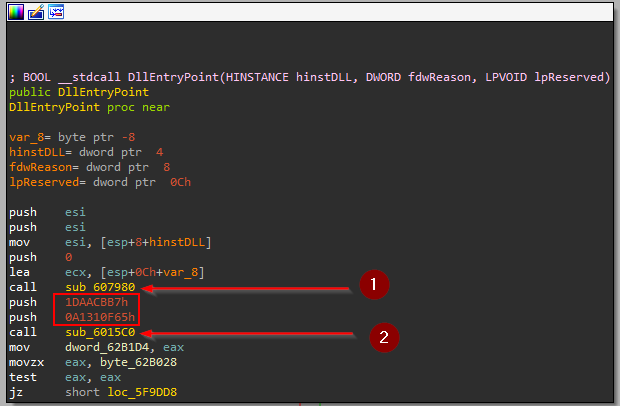 ; BOOL __stdcall DllEntryPoint(HINSTANCE hinstDLL, DWORD fdwReason, LPVOID lpReserved)
public DllEntryPoint
DllEntryPoint proc near
var_8= byte ptr -8
hinstDLL= dword ptr  4
fdwReason= dword ptr  8
lpReserved= dword ptr  0Ch
push    esi
push    esi
mov     esi, [esp+8+hinstDLL]
push    0
lea     ecx, [esp+0Ch+var_8]
call    sub_607980
1
push    1DAACBB7h
push    0A1310F65h
call    sub_6015C0
2
mov     dword_62B1D4, eax
movzx   eax, byte_62B028
test    eax, eax
jz      short loc_5F9DD8